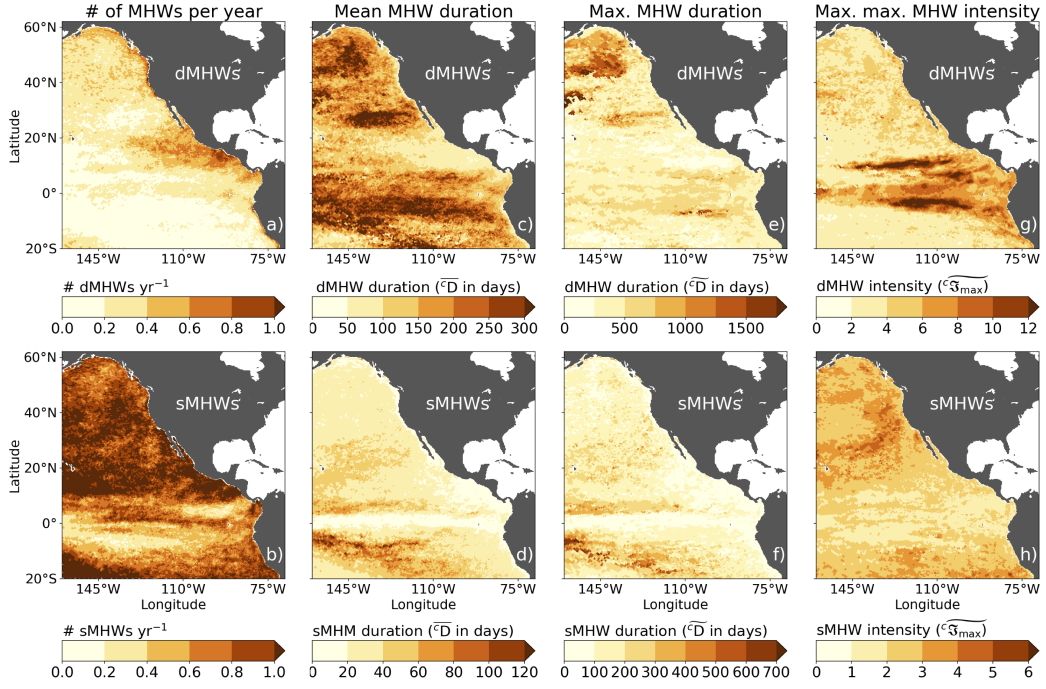 # of MHWs per year
Mean MHW duration
Max. MHW duration
Max. max. MHW intensity
60°N
40°N
20°N
0°
20°S
Latitude
dMHWs
dMHWs
dMHWs
dMHWs
a)
c)
e)
g)
145°W 110°W 75°W
145°W 110°W 75°W
145°W 110°W 75°W
145°W 110°W 75°W
# dMHWs yr⁻¹
dMHW duration (ᶜD̅ in days)
dMHW duration (ᶜD̃ in days)
dMHW intensity (ᶜℑ̃max)
0.0 0.2 0.4 0.6 0.8 1.0
0 50 100 150 200 250 300
0 500 1000 1500
0 2 4 6 8 10 12
60°N
40°N
20°N
0°
20°S
Latitude
sMHWs
sMHWs
sMHWs
sMHWs
b)
d)
f)
h)
145°W 110°W 75°W
145°W 110°W 75°W
145°W 110°W 75°W
145°W 110°W 75°W
Longitude
Longitude
Longitude
Longitude
# sMHWs yr⁻¹
sMHM duration (ᶜD̅ in days)
sMHW duration (ᶜD̃ in days)
sMHW intensity (ᶜℑ̃max)
0.0 0.2 0.4 0.6 0.8 1.0
0 20 40 60 80 100 120
0 100 200 300 400 500 600 700
0 1 2 3 4 5 6